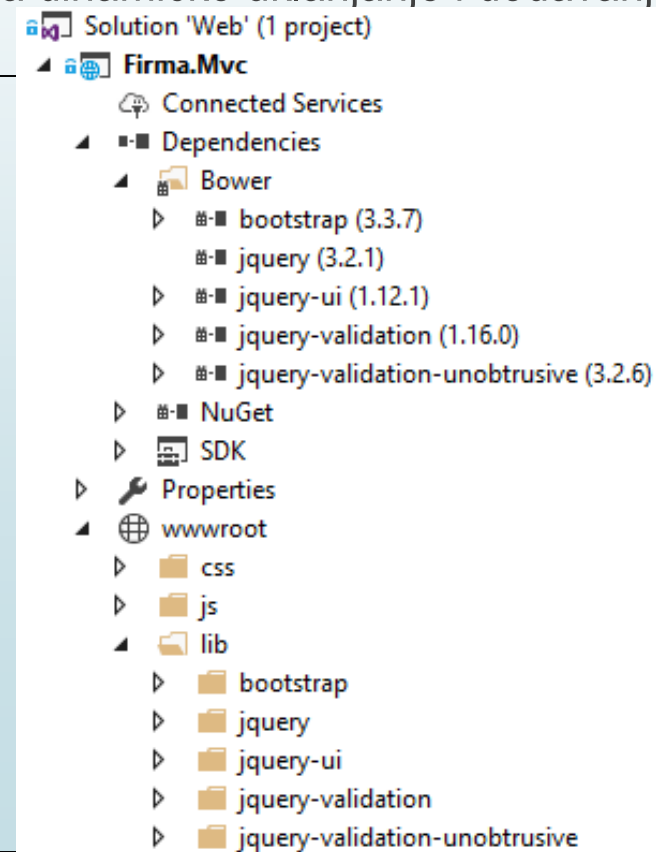 Solution 'Web' (1 project)
Firma.Mvc
Connected Services
Dependencies
Bower
bootstrap (3.3.7)
jquery (3.2.1)
jquery-ui (1.12.1)
jquery-validation (1.16.0)
jquery-validation-unobtrusive (3.2.6)
NuGet
SDK
Properties
wwwroot
css
js
lib
bootstrap
jquery
jquery-ui
jquery-validation
jquery-validation-unobtrusive